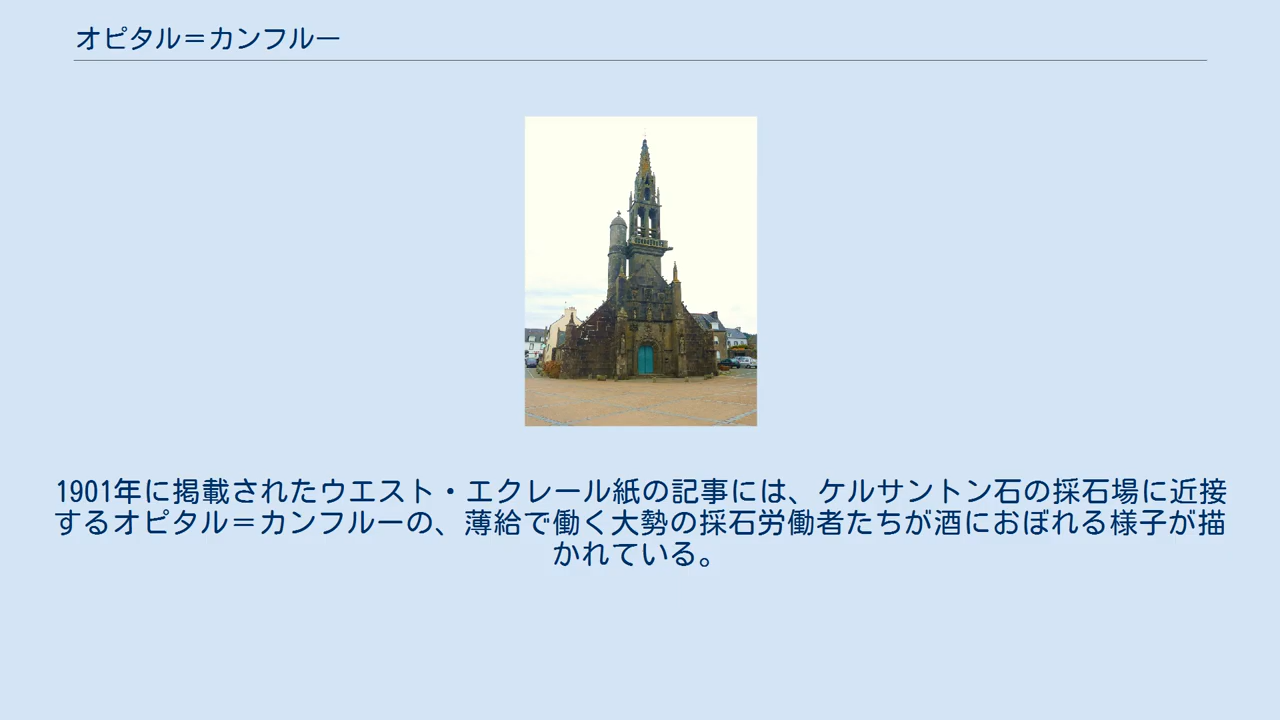 オピタル＝カンフルー
1901年に掲載されたウエスト・エクレール紙の記事には、ケルサントン石の採石場に近接
するオピタル＝カンフルーの、薄給で働く大勢の採石労働者たちが酒におぼれる様子が描
かれている。